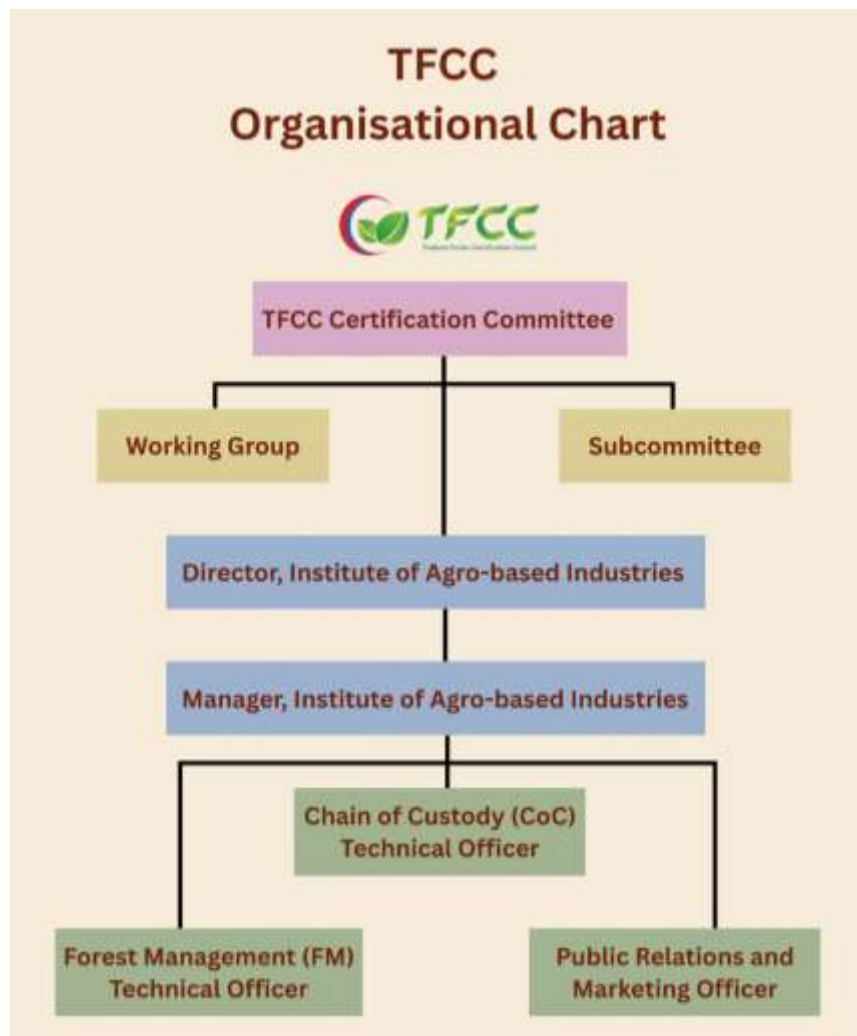 TFCC
Organisational Chart
TFCC
TFCC Certification Committee
Working Group
Subcommittee
Director, Institute of Agro-based Industries
Manager, Institute of Agro-based Industries
Chain of Custody (CoC)
Technical Officer
Forest Management (FM)
Technical Officer
Public Relations and
Marketing Officer